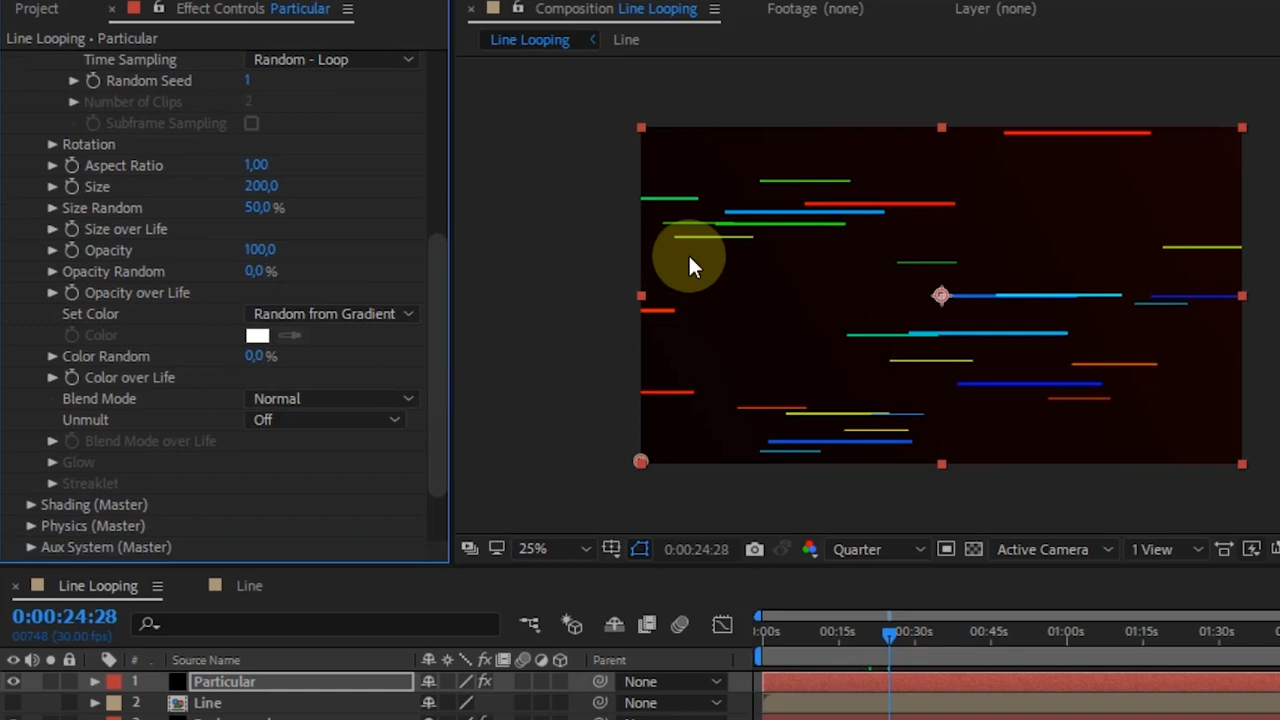 Project × Effect Controls Particular Composition Line Looping Footage (none) Layer (none)
Line Looping • Particular
Line Looping Line
Time Sampling Random - Loop
Random Seed 1
Number of Clips 2
Subframe Sampling
Rotation
Aspect Ratio 1,00
Size 200,0
Size Random 50,0 %
Size over Life
Opacity 100,0
Opacity Random 0,0 %
Opacity over Life
Set Color Random from Gradient
Color
Color Random 0,0 %
Color over Life
Blend Mode Normal
Unmult Off
Blend Mode over Life
Glow
Streaklet
Shading (Master)
Physics (Master)
Aux System (Master)
25% 0:00:24:28 Quarter Active Camera 1 View
Line Looping Line
0:00:24:28
00748 (30.00 fps)
:00s 00:15s 00:30s 00:45s 01:00s 01:15s 01:30s
# Source Name fx Parent
1 Particular fx None
2 Line None